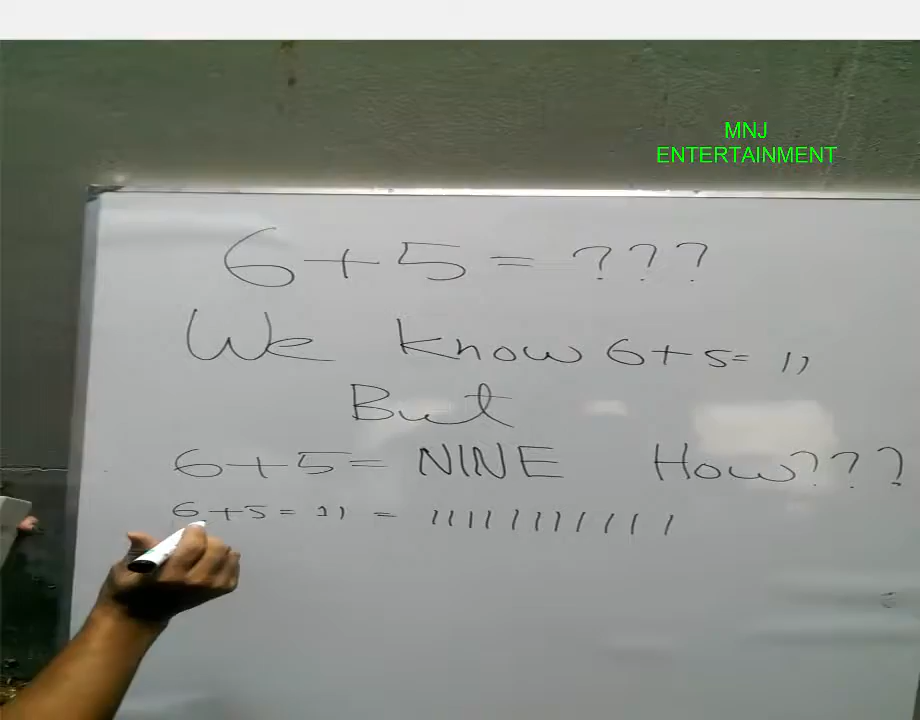 MNJ
ENTERTAINMENT
6+5=???
We know 6+5= 11
But
6+5= NINE How???
6+5= 11 = 11111111111